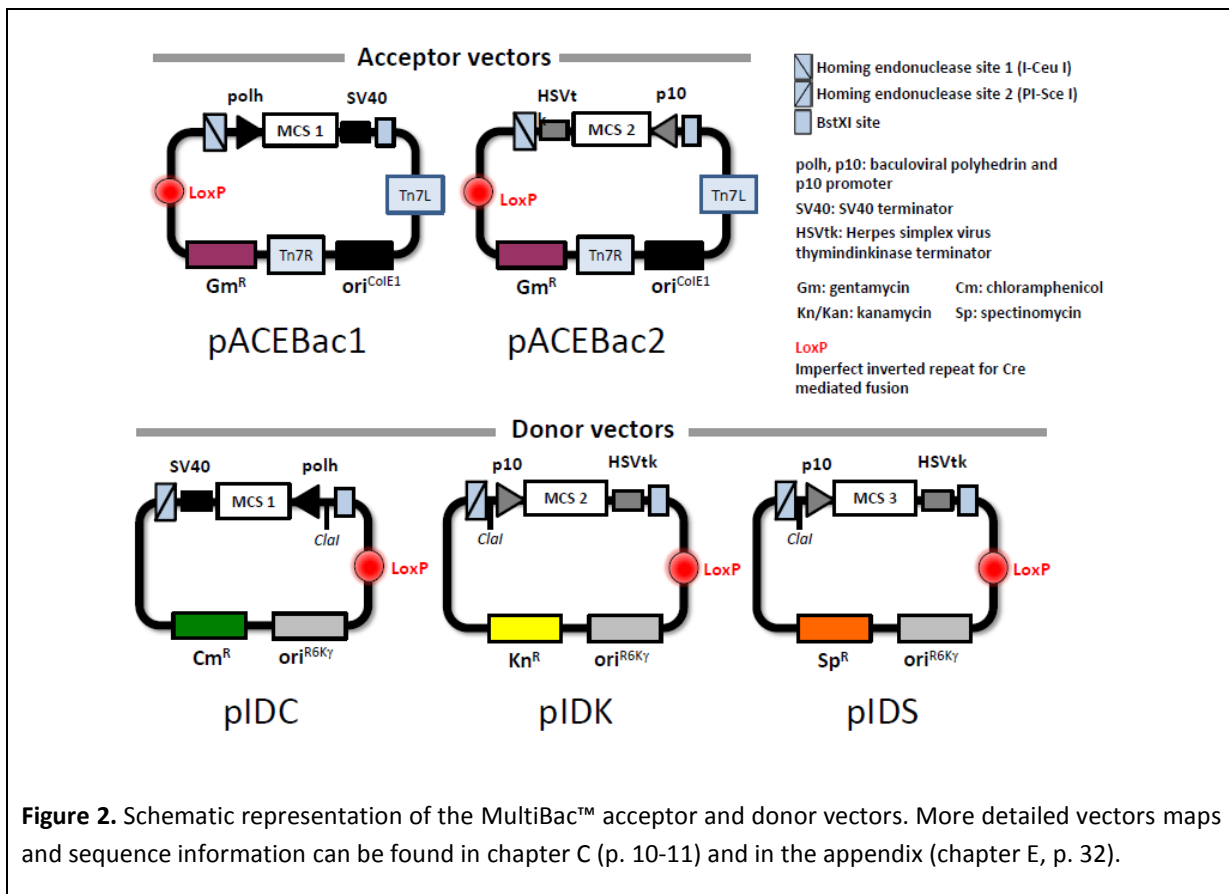 Acceptor vectors
polh
SV40
MCS 1
LoxP
Tn7L
Tn7R
Gm^R
ori^ColE1
pACEBac1
HSVt
k
p10
MCS 2
LoxP
Tn7L
Tn7R
Gm^R
ori^ColE1
pACEBac2
Homing endonuclease site 1 (I-Ceu I)
Homing endonuclease site 2 (PI-Sce I)
BstXI site
polh, p10: baculoviral polyhedrin and
p10 promoter
SV40: SV40 terminator
HSVtk: Herpes simplex virus
thymindinkinase terminator
Gm: gentamycin Cm: chloramphenicol
Kn/Kan: kanamycin Sp: spectinomycin
LoxP
Imperfect inverted repeat for Cre
mediated fusion
Donor vectors
SV40
polh
MCS 1
ClaI
LoxP
Cm^R
ori^R6Kγ
pIDC
p10
HSVtk
MCS 2
ClaI
LoxP
Kn^R
ori^R6Kγ
pIDK
p10
HSVtk
MCS 3
ClaI
LoxP
Sp^R
ori^R6Kγ
pIDS
Figure 2. Schematic representation of the MultiBac™ acceptor and donor vectors. More detailed vectors maps
and sequence information can be found in chapter C (p. 10-11) and in the appendix (chapter E, p. 32).